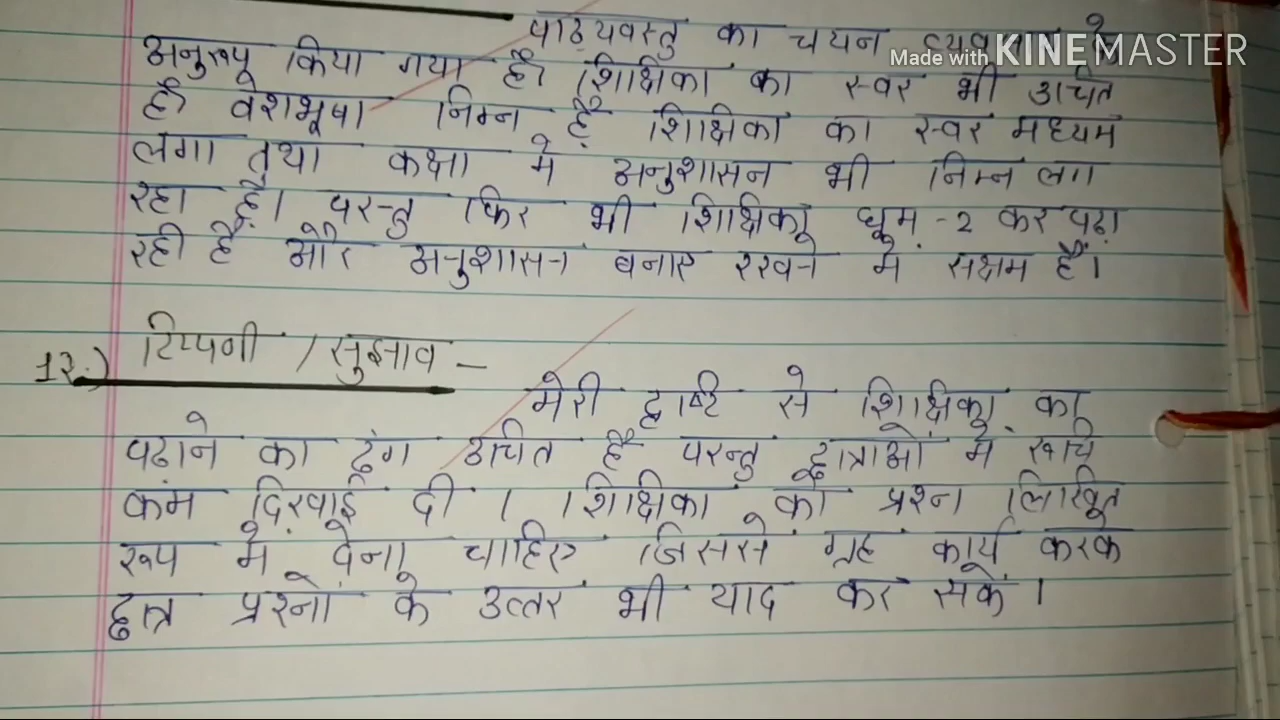 पाठ्यवस्तु का चयन के
Made with KINEMASTER
अनुरूप किया गया है। शिक्षिका का स्वर भी उचित
है। वेशभूषा निम्न है शिक्षिका का स्वर मध्यम
लगा तथा कक्षा मे अनुशासन भी निम्न लग
रहा है। परन्तु फिर भी शिक्षिका घूम-2 कर पढ़ा
रही है और अनुशासन बनाए रखने में सक्षम हैं।
12.) टिप्पणी / सुझाव –
मेरी दृष्टि से शिक्षिका का
पढाने का ढंग उचित है परन्तु छात्राओं में रूचि
कम दिखाई दी । शिक्षिका को प्रश्न लिखित
रूप में देना चाहिए जिससे ग्रह कार्य करके
छात्र प्रश्नों के उत्तर भी याद कर सकें ।